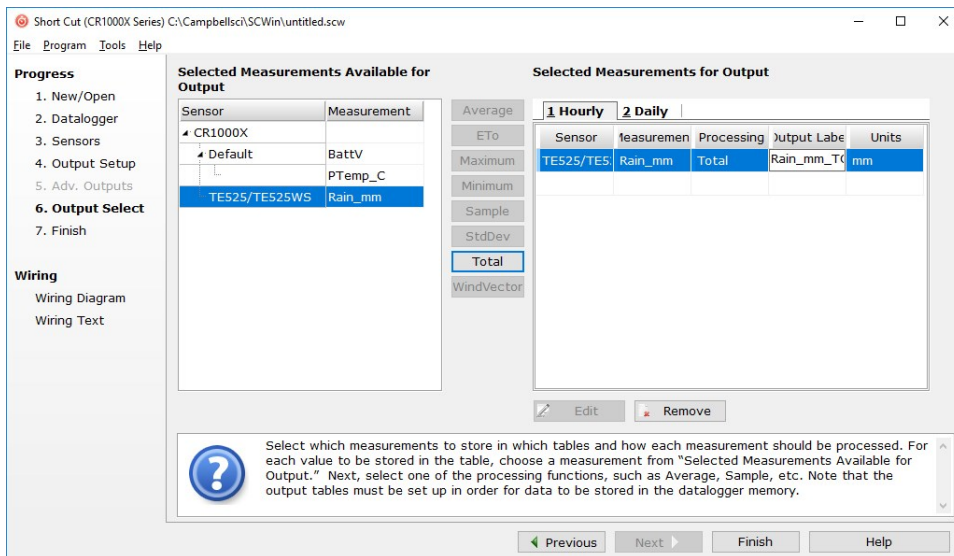 Short Cut (CR1000X Series) C:\Campbellsci\SCWin\untitled.scw
File Program Tools Help
Progress
1. New/Open
2. Datalogger
3. Sensors
4. Output Setup
5. Adv. Outputs
6. Output Select
7. Finish
Wiring
Wiring Diagram
Wiring Text
Selected Measurements Available for
Output
Sensor Measurement
CR1000X
Default BattV
PTemp_C
TE525/TE525WS Rain_mm
Average
ETo
Maximum
Minimum
Sample
StdDev
Total
WindVector
Selected Measurements for Output
1 Hourly 2 Daily
Sensor Measuremen Processing Output Labe Units
TE525/TE5 Rain_mm Total Rain_mm_T mm
Edit Remove
Select which measurements to store in which tables and how each measurement should be processed. For
each value to be stored in the table, choose a measurement from “Selected Measurements Available for
Output.” Next, select one of the processing functions, such as Average, Sample, etc. Note that the
output tables must be set up in order for data to be stored in the datalogger memory.
Previous Next Finish Help